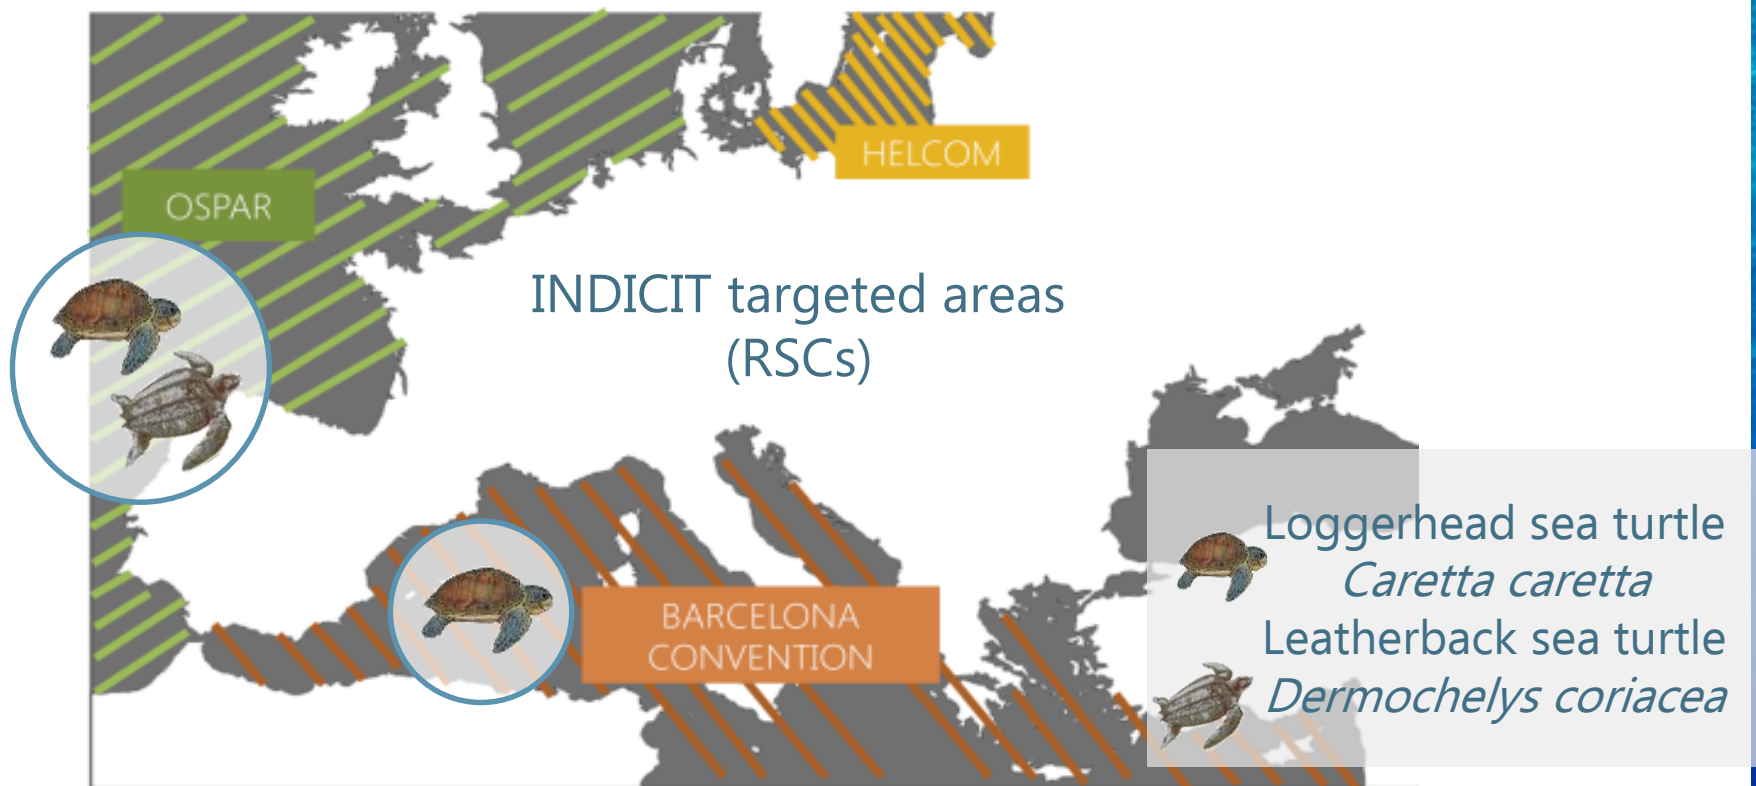 HELCOM
OSPAR
INDICIT targeted areas
(RSCs)
Loggerhead sea turtle
Caretta caretta
Leatherback sea turtle
Dermochelys coriacea
BARCELONA
CONVENTION